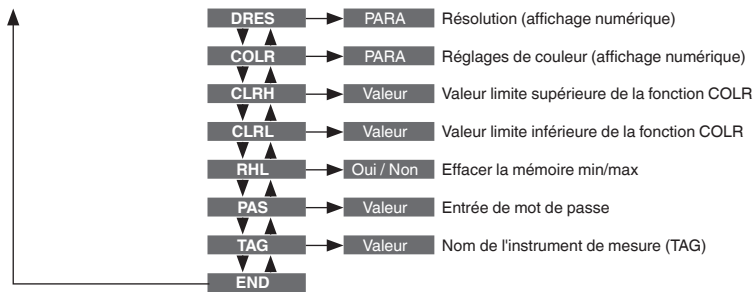 DRES PARA Résolution (affichage numérique)
COLR PARA Réglages de couleur (affichage numérique)
CLRH Valeur Valeur limite supérieure de la fonction COLR
CLRL Valeur Valeur limite inférieure de la fonction COLR
RHL Oui / Non Effacer la mémoire min/max
PAS Valeur Entrée de mot de passe
TAG Valeur Nom de l'instrument de mesure (TAG)
END